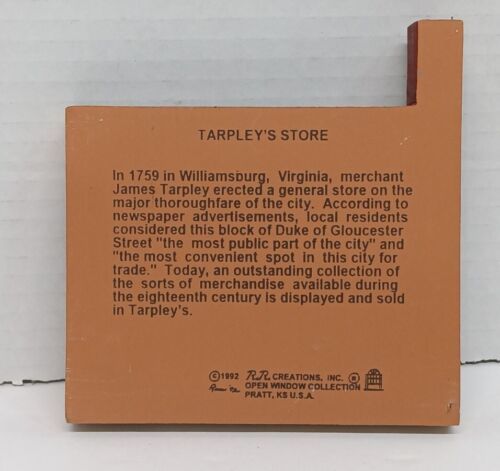 TARPLEY'S STORE
In 1759 in Williamsburg, Virginia, merchant
James Tarpley erected a general store on the
major thoroughfare of the city. According to
newspaper advertisements, local residents
considered this block of Duke of Gloucester
Street "the most public part of the city" and
"the most convenient spot in this city for
trade." Today, an outstanding collection of
the sorts of merchandise available during
the eighteenth century is displayed and sold
in Tarpley's.
©1992 R.R. CREATIONS, INC. ®
OPEN WINDOW COLLECTION
PRATT, KS U.S.A.